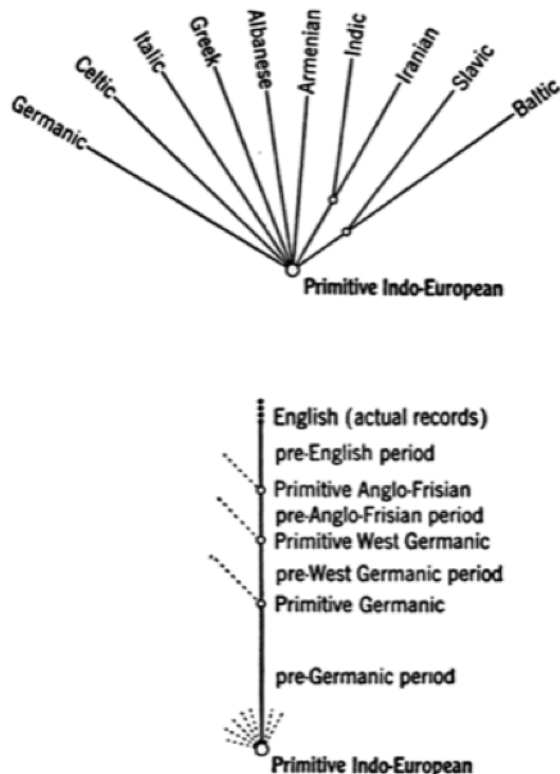 Germanic
Celtic
Italic
Greek
Albanese
Armenian
Indic
Iranian
Slavic
Baltic
Primitive Indo-European
English (actual records)
pre-English period
Primitive Anglo-Frisian
pre-Anglo-Frisian period
Primitive West Germanic
pre-West Germanic period
Primitive Germanic
pre-Germanic period
Primitive Indo-European